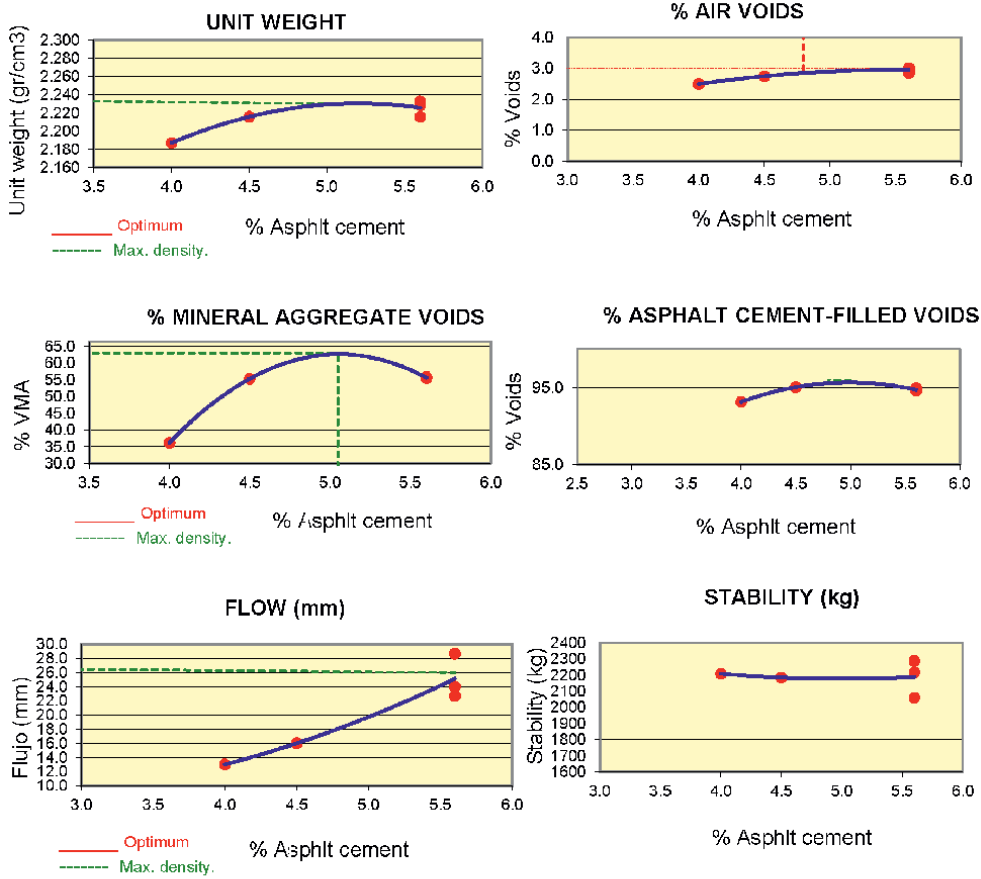 UNIT WEIGHT
Unit weight (gr/cm3)
2.300
2.280
2.260
2.240
2.220
2.200
2.180
2.160
3.5 4.0 4.5 5.0 5.5 6.0
% Asphlt cement
Optimum
Max. density.
% AIR VOIDS
% Voids
4.0
3.0
2.0
1.0
0.0
3.0 3.5 4.0 4.5 5.0 5.5 6.0
% Asphlt cement
% MINERAL AGGREGATE VOIDS
% VMA
65.0
60.0
55.0
50.0
45.0
40.0
35.0
30.0
3.5 4.0 4.5 5.0 5.5 6.0
% Asphlt cement
Optimum
Max. density.
% ASPHALT CEMENT-FILLED VOIDS
% Voids
95.0
85.0
2.5 3.0 3.5 4.0 4.5 5.0 5.5 6.0
% Asphlt cement
FLOW (mm)
Flujo (mm)
30.0
28.0
26.0
24.0
22.0
20.0
18.0
16.0
14.0
12.0
10.0
3.0 3.5 4.0 4.5 5.0 5.5 6.0
% Asphlt cement
Optimum
Max. density.
STABILITY (kg)
Stability (kg)
2400
2300
2200
2100
2000
1900
1800
1700
1600
3.0 3.5 4.0 4.5 5.0 5.5 6.0
% Asphlt cement